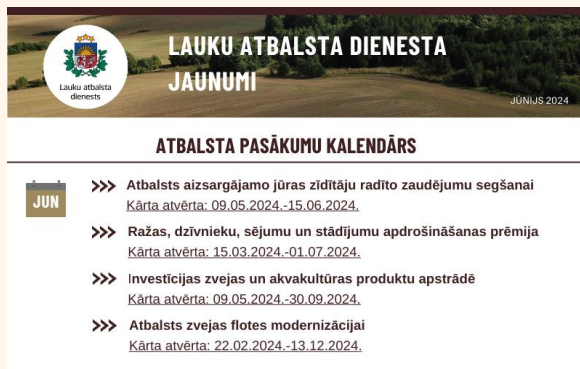 LAUKU ATBALSTA DIENESTA
JAUNUMI
Lauku atbalsta
dienests
JŪNIJS 2024
ATBALSTA PASĀKUMU KALENDĀRS
JUN
>>> Atbalsts aizsargājamo jūras zīdītāju radīto zaudējumu segšanai
Kārta atvērta: 09.05.2024.-15.06.2024.
>>> Ražas, dzīvnieku, sējumu un stādījumu apdrošināšanas prēmija
Kārta atvērta: 15.03.2024.-01.07.2024.
>>> Investīcijas zvejas un akvakultūras produktu apstrādē
Kārta atvērta: 09.05.2024.-30.09.2024.
>>> Atbalsts zvejas flotes modernizācijai
Kārta atvērta: 22.02.2024.-13.12.2024.